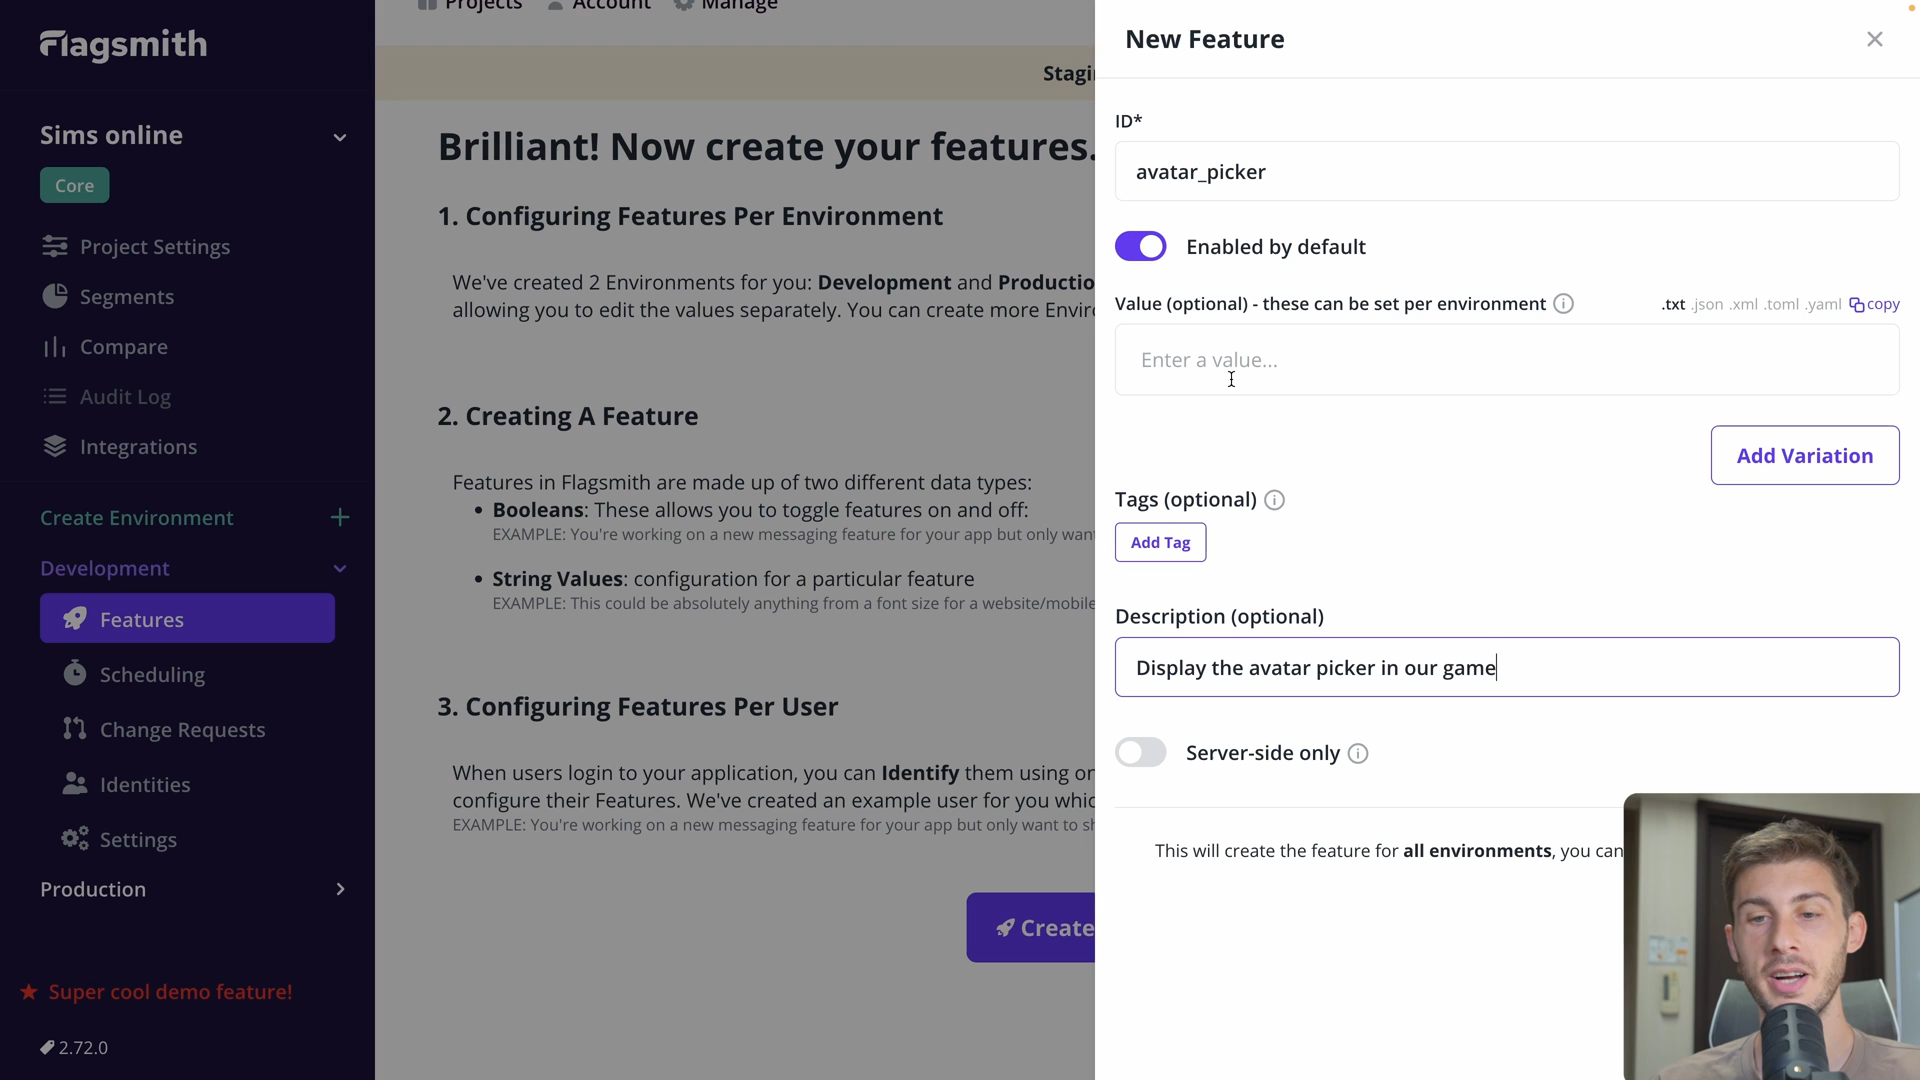 Flagsmith
Sims online
Core
Project Settings
Segments
Compare
Audit Log
Integrations
Create Environment
Development
Features
Scheduling
Change Requests
Identities
Settings
Production
Super cool demo feature!
2.72.0
Projects
Account
Manage
Brilliant! Now create your features.
1. Configuring Features Per Environment
We've created 2 Environments for you: Development and
allowing you to edit the values separately. You can create more
2. Creating A Feature
Features in Flagsmith are made up of two different data types:
• Booleans: These allows you to toggle features on and off:
EXAMPLE: You're working on a new messaging feature for your app but only want
• String Values: configuration for a particular feature
EXAMPLE: This could be absolutely anything from a font size for a website/mobile
3. Configuring Features Per User
When users login to your application, you can Identify them using
configure their Features. We've created an example user for you
EXAMPLE: You're working on a new messaging feature for your app but only want to
Create
New Feature
ID*
avatar_picker
Enabled by default
Value (optional) - these can be set per environment
.txt .json .xml .toml .yaml copy
Enter a value...
Add Variation
Tags (optional)
Add Tag
Description (optional)
Display the avatar picker in our game
Server-side only
This will create the feature for all environments, you can